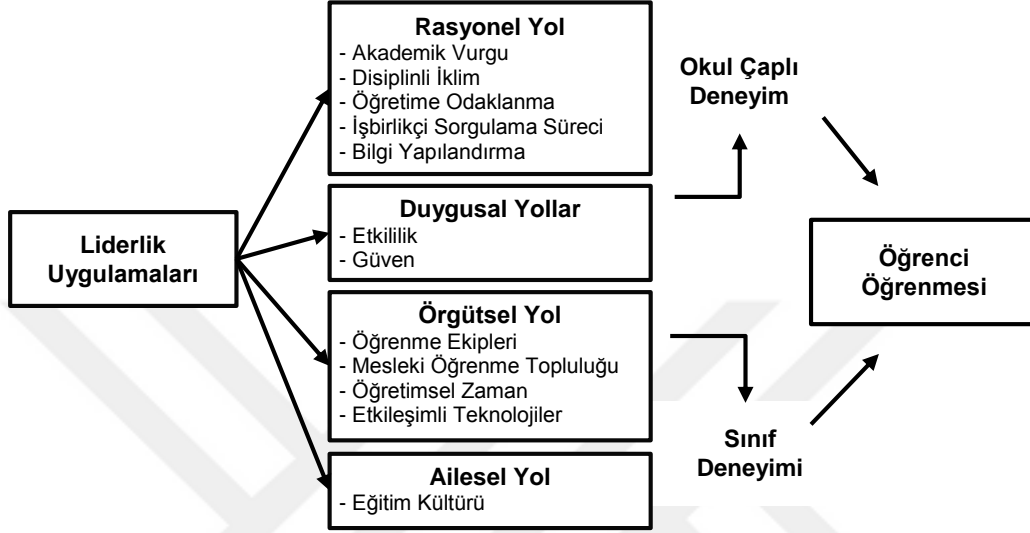 Liderlik
Uygulamaları
Rasyonel Yol
- Akademik Vurgu
- Disiplinli İklim
- Öğretime Odaklanma
- İşbirlikçi Sorgulama Süreci
- Bilgi Yapılandırma
Duygusal Yollar
- Etkililik
- Güven
Örgütsel Yol
- Öğrenme Ekipleri
- Mesleki Öğrenme Topluluğu
- Öğretimsel Zaman
- Etkileşimli Teknolojiler
Ailesel Yol
- Eğitim Kültürü
Okul Çaplı
Deneyim
Sınıf
Deneyimi
Öğrenci
Öğrenmesi